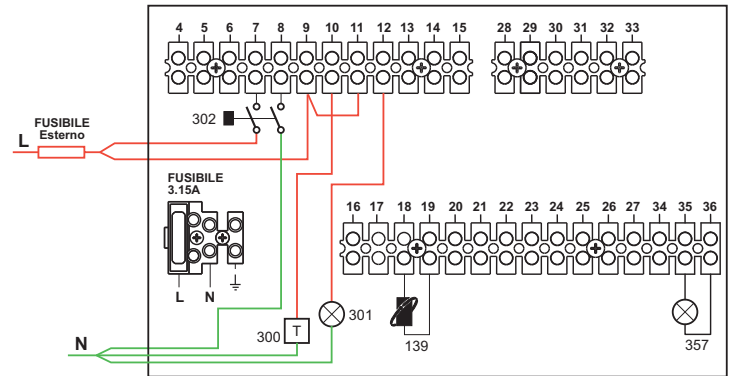 4 5 6 7 8 9 10 11 12 13 14 15 28 29 30 31 32 33
302
FUSIBILE
Esterno
L
FUSIBILE
3.15A
16 17 18 19 20 21 22 23 24 25 26 27 34 35 36
L N
N
300 T
301
139
357